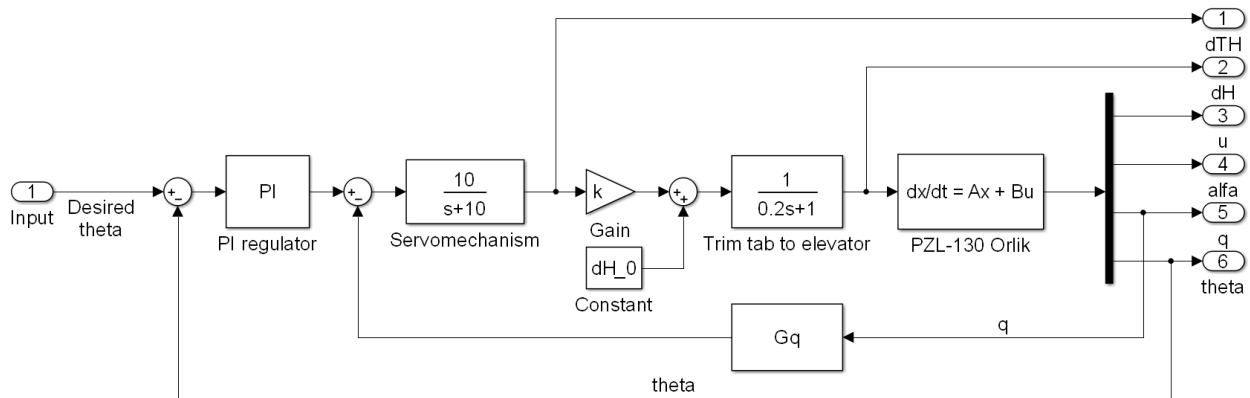 1
dTH
2
dH
3
u
4
alfa
5
q
6
theta
1
Input
Desired
theta
PI
PI regulator
10
s+10
Servomechanism
k
Gain
dH_0
Constant
1
0.2s+1
Trim tab to elevator
dx/dt = Ax + Bu
PZL-130 Orlik
Gq
q
theta